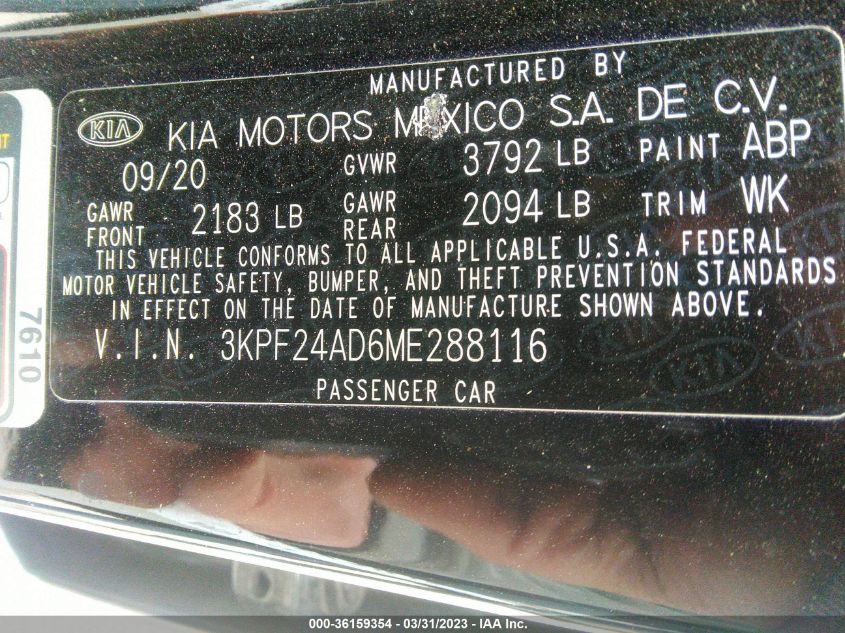 MANUFACTURED BY
KIA KIA MOTORS MEXICO S.A. DE C.V.
09/20 GVWR 3792 LB PAINT ABP
GAWR FRONT 2183 LB GAWR REAR 2094 LB TRIM WK
THIS VEHICLE CONFORMS TO ALL APPLICABLE U.S.A. FEDERAL
MOTOR VEHICLE SAFETY, BUMPER, AND THEFT PREVENTION STANDARDS
IN EFFECT ON THE DATE OF MANUFACTURE SHOWN ABOVE.
V.I.N. 3KPF24AD6ME288116
PASSENGER CAR
7610
000-36159354 - 03/31/2023 - IAA Inc.